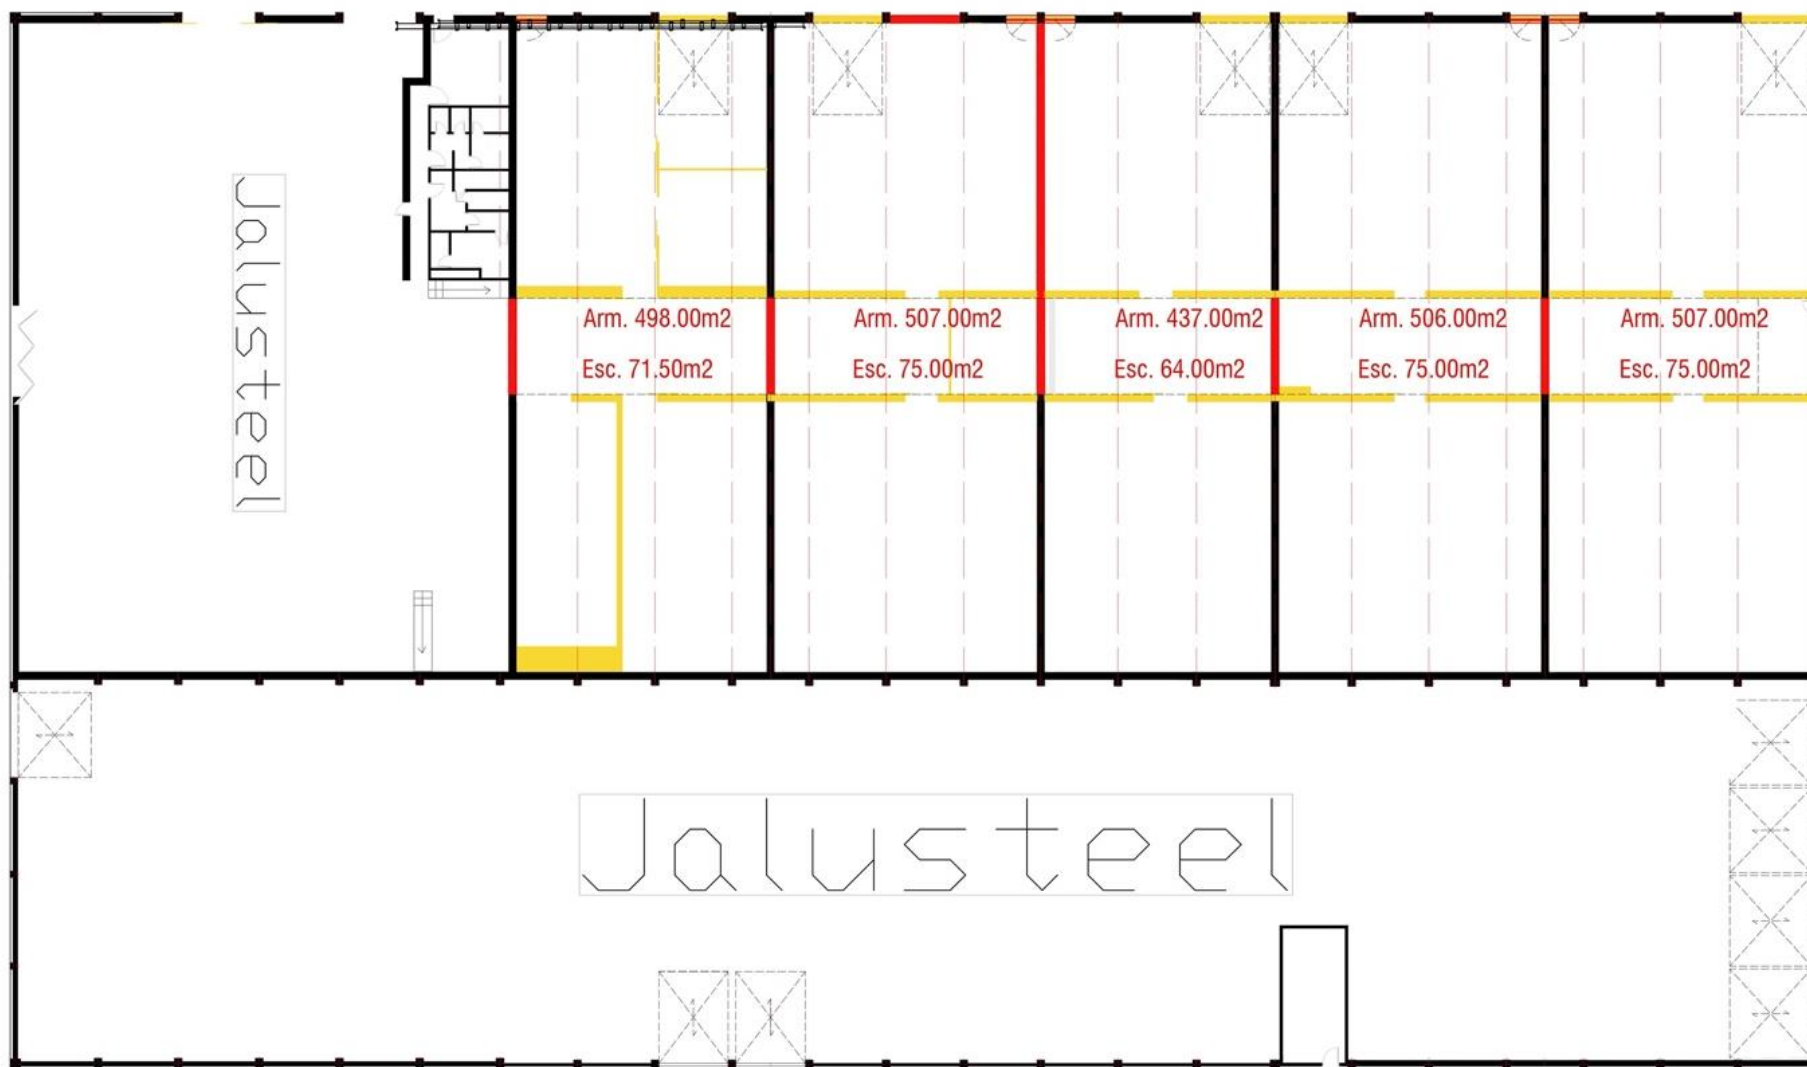 Jalusteel
Arm. 498.00m2
Esc. 71.50m2
Arm. 507.00m2
Esc. 75.00m2
Arm. 437.00m2
Esc. 64.00m2
Arm. 506.00m2
Esc. 75.00m2
Arm. 507.00m2
Esc. 75.00m2
Jalusteel